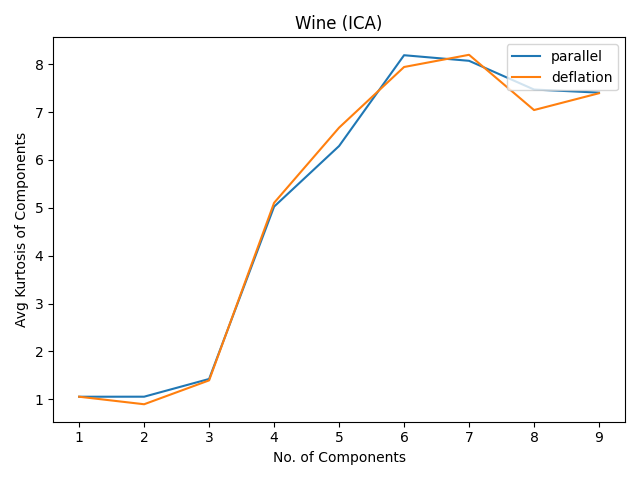 Wine (ICA)
parallel
deflation
Avg Kurtosis of Components
8
7
6
5
4
3
2
1
1 2 3 4 5 6 7 8 9
No. of Components